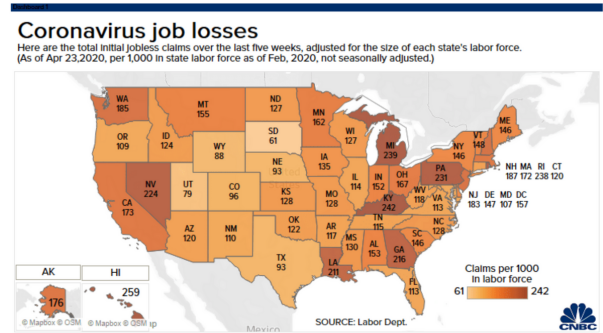 Dashboard 1
Coronavirus job losses
Here are the total initial jobless claims over the last five weeks, adjusted for the size of each state's labor force.
(As of Apr 23,2020, per 1,000 in state labor force as of Feb, 2020, not seasonally adjusted.)
WA
185
MT
155
ND
127
MN
162
ME
146
OR
109
ID
124
SD
61
WI
127
MI
239
VT
148
NY
146
WY
88
NH MA RI CT
187 172 238 120
NV
224
UT
79
CO
96
NE
93
IA
135
IL
114
IN
152
OH
167
PA
231
NJ DE MD DC
183 147 107 157
CA
173
KS
128
MO
128
KY
242
WV
118
VA
113
AZ
120
NM
110
OK
122
AR
117
TN
115
NC
128
TX
93
LA
211
MS
130
AL
153
GA
216
SC
146
FL
113
AK
HI
176
259
© Mapbox © OSM
© Mapbox © OSM
Mexico
Claims per 1000
in labor force
61
242
SOURCE: Labor Dept.
CNBC